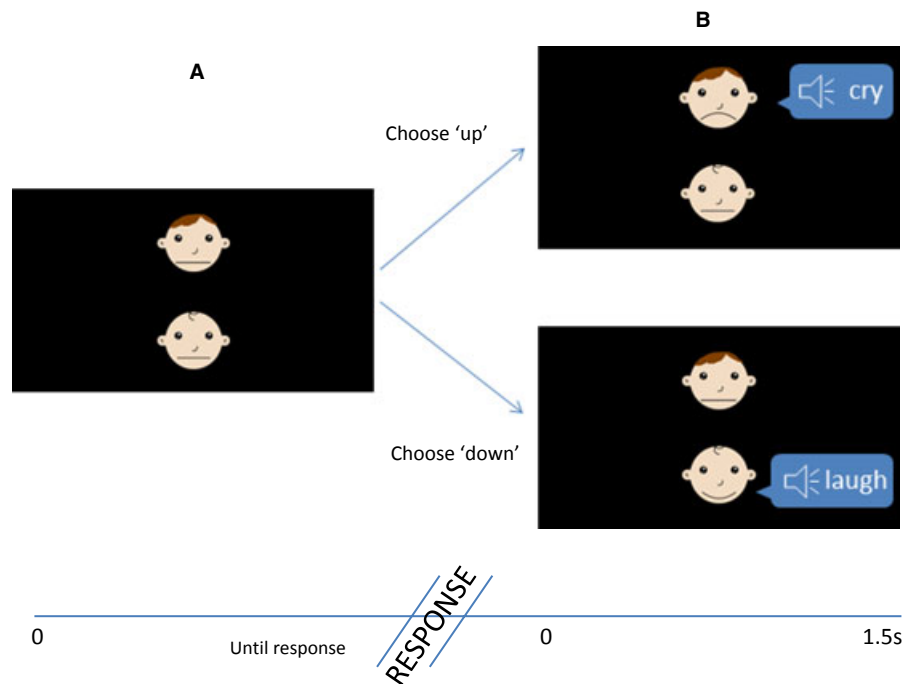 A
B
Choose 'up'
cry
Choose 'down'
laugh
RESPONSE
0
Until response
0
1.5s